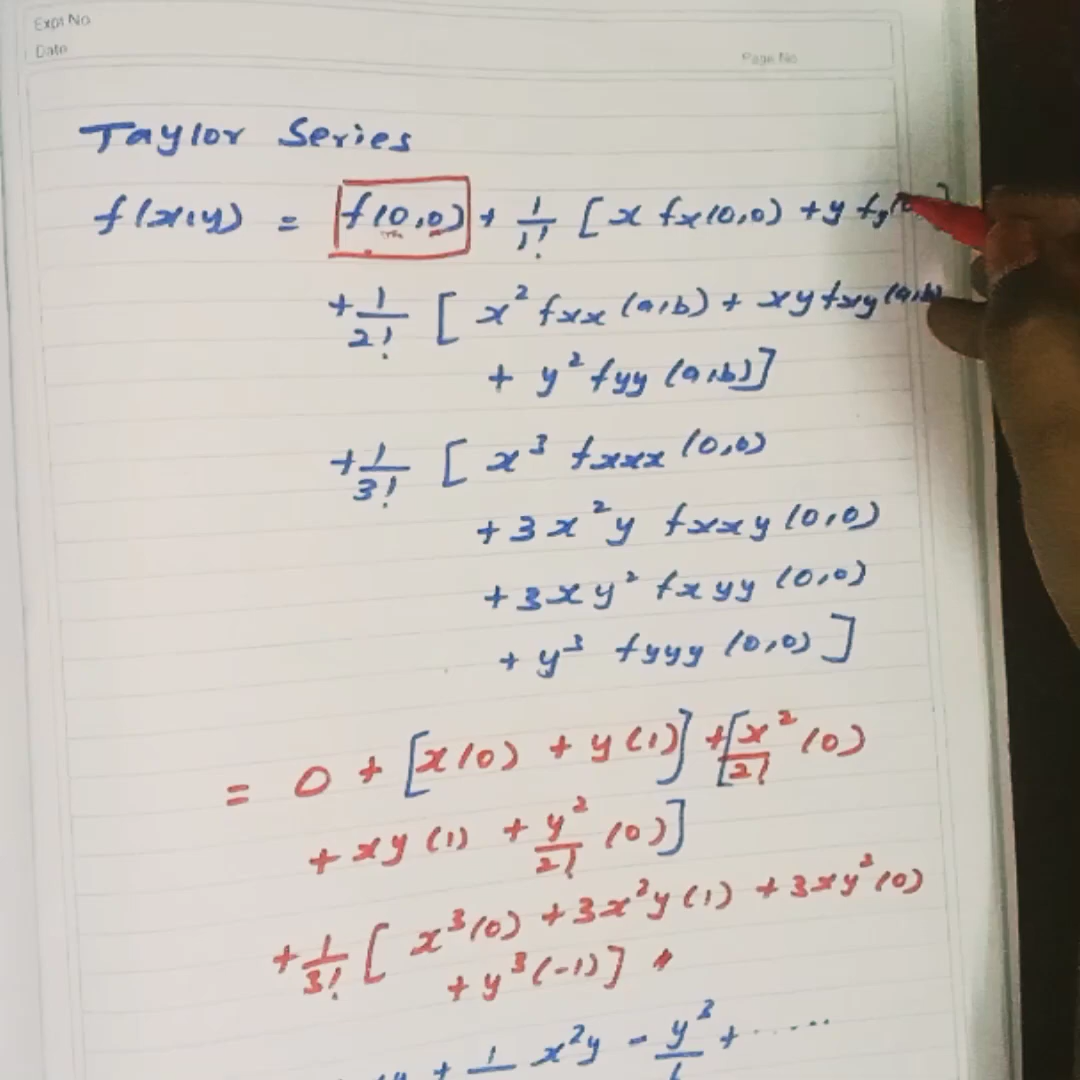 Expt No
Date
Page No
Taylor Series
f(x,y) = f(0,0) + 1/1! [x fx(0,0) + y fy(0
+ 1/2! [x² fxx (a,b) + xy fxy (a,b)
+ y² fyy (a,b)]
+ 1/3! [x³ fxxx (0,0)
+ 3x²y fxxy (0,0)
+ 3xy² fxyy (0,0)
+ y³ fyyy (0,0)]
= 0 + [x(0) + y(1)] + [x²/2! (0)
+ xy (1) + y²/2! (0)]
+ 1/3! [x³(0) + 3x²y(1) + 3xy²(0)
+ y³(-1)] +
y + 1 x²y - y³ + ......